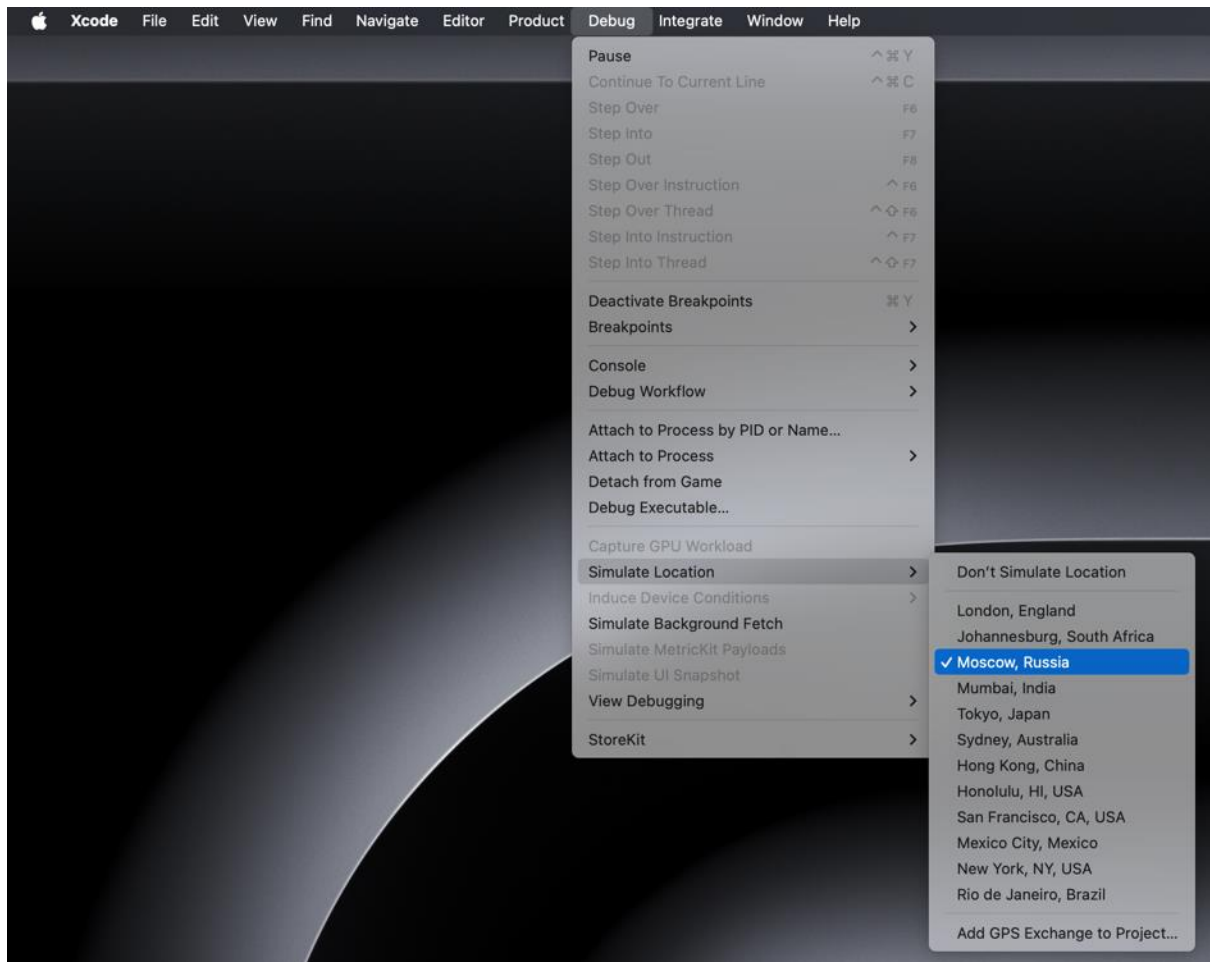 Xcode File Edit View Find Navigate Editor Product Debug Integrate Window Help
Pause ^⌘Y
Continue To Current Line ^⌘C
Step Over F6
Step Into F7
Step Out F8
Step Over Instruction ^F6
Step Over Thread ^⇧F6
Step Into Instruction ^F7
Step Into Thread ^⇧F7
Deactivate Breakpoints ⌘Y
Breakpoints
Console
Debug Workflow
Attach to Process by PID or Name...
Attach to Process
Detach from Game
Debug Executable...
Capture GPU Workload
Simulate Location
Induce Device Conditions
Simulate Background Fetch
Simulate MetricKit Payloads
Simulate UI Snapshot
View Debugging
StoreKit
Don't Simulate Location
London, England
Johannesburg, South Africa
✓ Moscow, Russia
Mumbai, India
Tokyo, Japan
Sydney, Australia
Hong Kong, China
Honolulu, HI, USA
San Francisco, CA, USA
Mexico City, Mexico
New York, NY, USA
Rio de Janeiro, Brazil
Add GPS Exchange to Project...